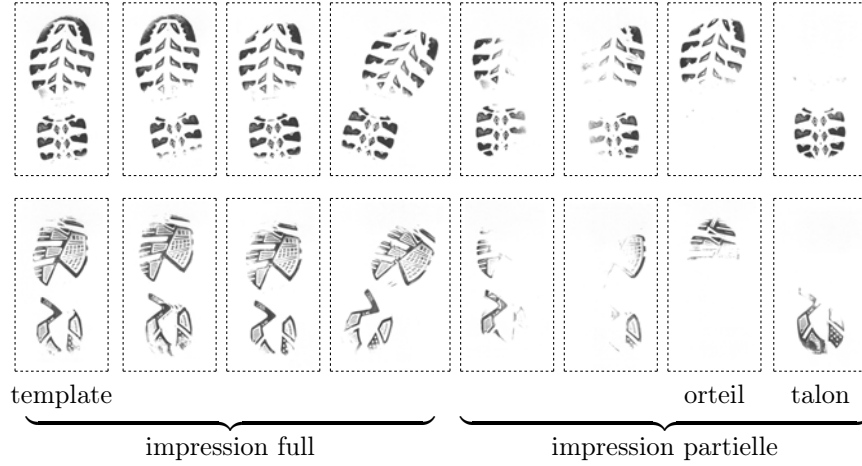 template orteil talon
impression full impression partielle